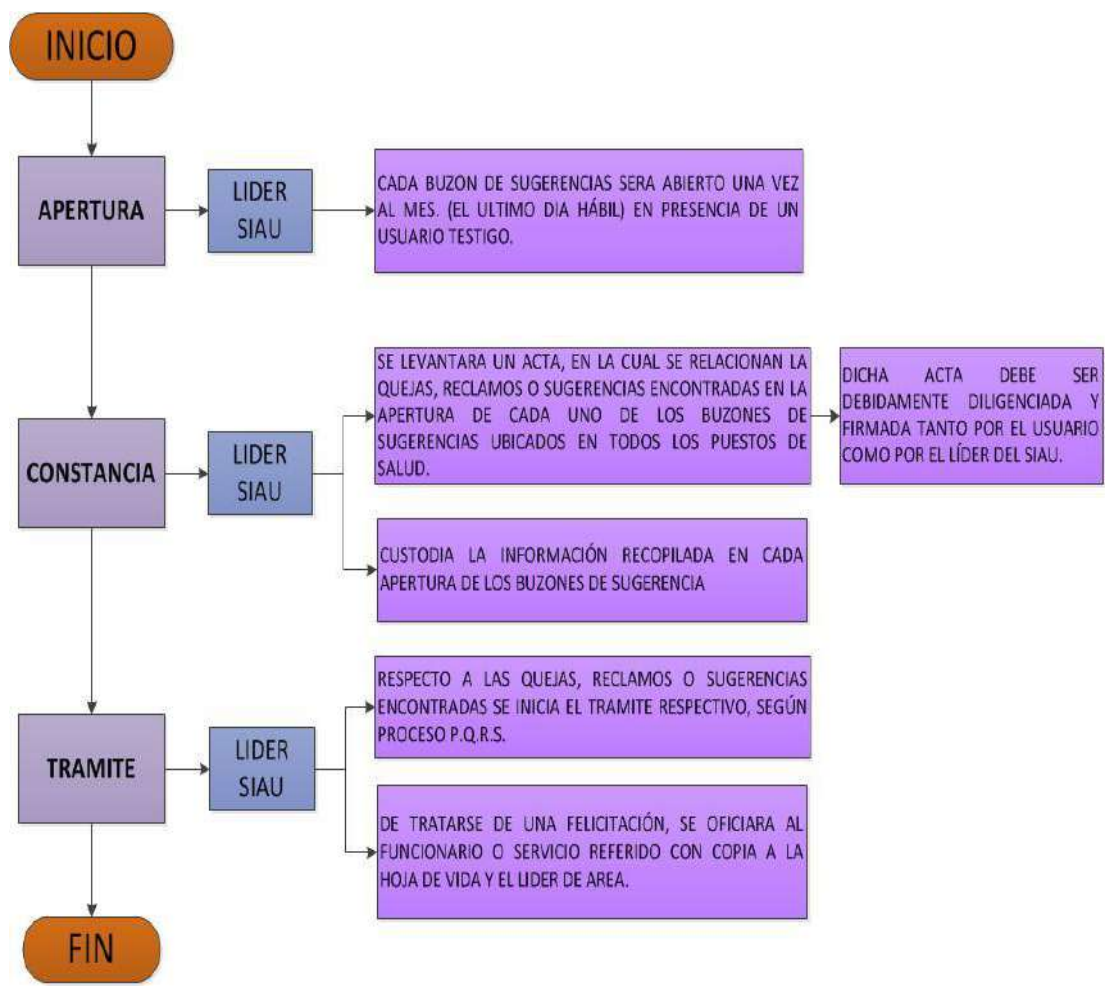 INICIO
APERTURA
LIDER
SIAU
CADA BUZON DE SUGERENCIAS SERA ABIERTO UNA VEZ
AL MES. (EL ULTIMO DIA HÁBIL) EN PRESENCIA DE UN
USUARIO TESTIGO.
CONSTANCIA
LIDER
SIAU
SE LEVANTARA UN ACTA, EN LA CUAL SE RELACIONAN LA
QUEJAS, RECLAMOS O SUGERENCIAS ENCONTRADAS EN LA
APERTURA DE CADA UNO DE LOS BUZONES DE
SUGERENCIAS UBICADOS EN TODOS LOS PUESTOS DE
SALUD.
DICHA ACTA DEBE SER
DEBIDAMENTE DILIGENCIADA Y
FIRMADA TANTO POR EL USUARIO
COMO POR EL LÍDER DEL SIAU.
CUSTODIA LA INFORMACIÓN RECOPILADA EN CADA
APERTURA DE LOS BUZONES DE SUGERENCIA
TRAMITE
LIDER
SIAU
RESPECTO A LAS QUEJAS, RECLAMOS O SUGERENCIAS
ENCONTRADAS SE INICIA EL TRAMITE RESPECTIVO, SEGÚN
PROCESO P.Q.R.S.
DE TRATARSE DE UNA FELICITACIÓN, SE OFICIARA AL
FUNCIONARIO O SERVICIO REFERIDO CON COPIA A LA
HOJA DE VIDA Y EL LIDER DE AREA.
FIN